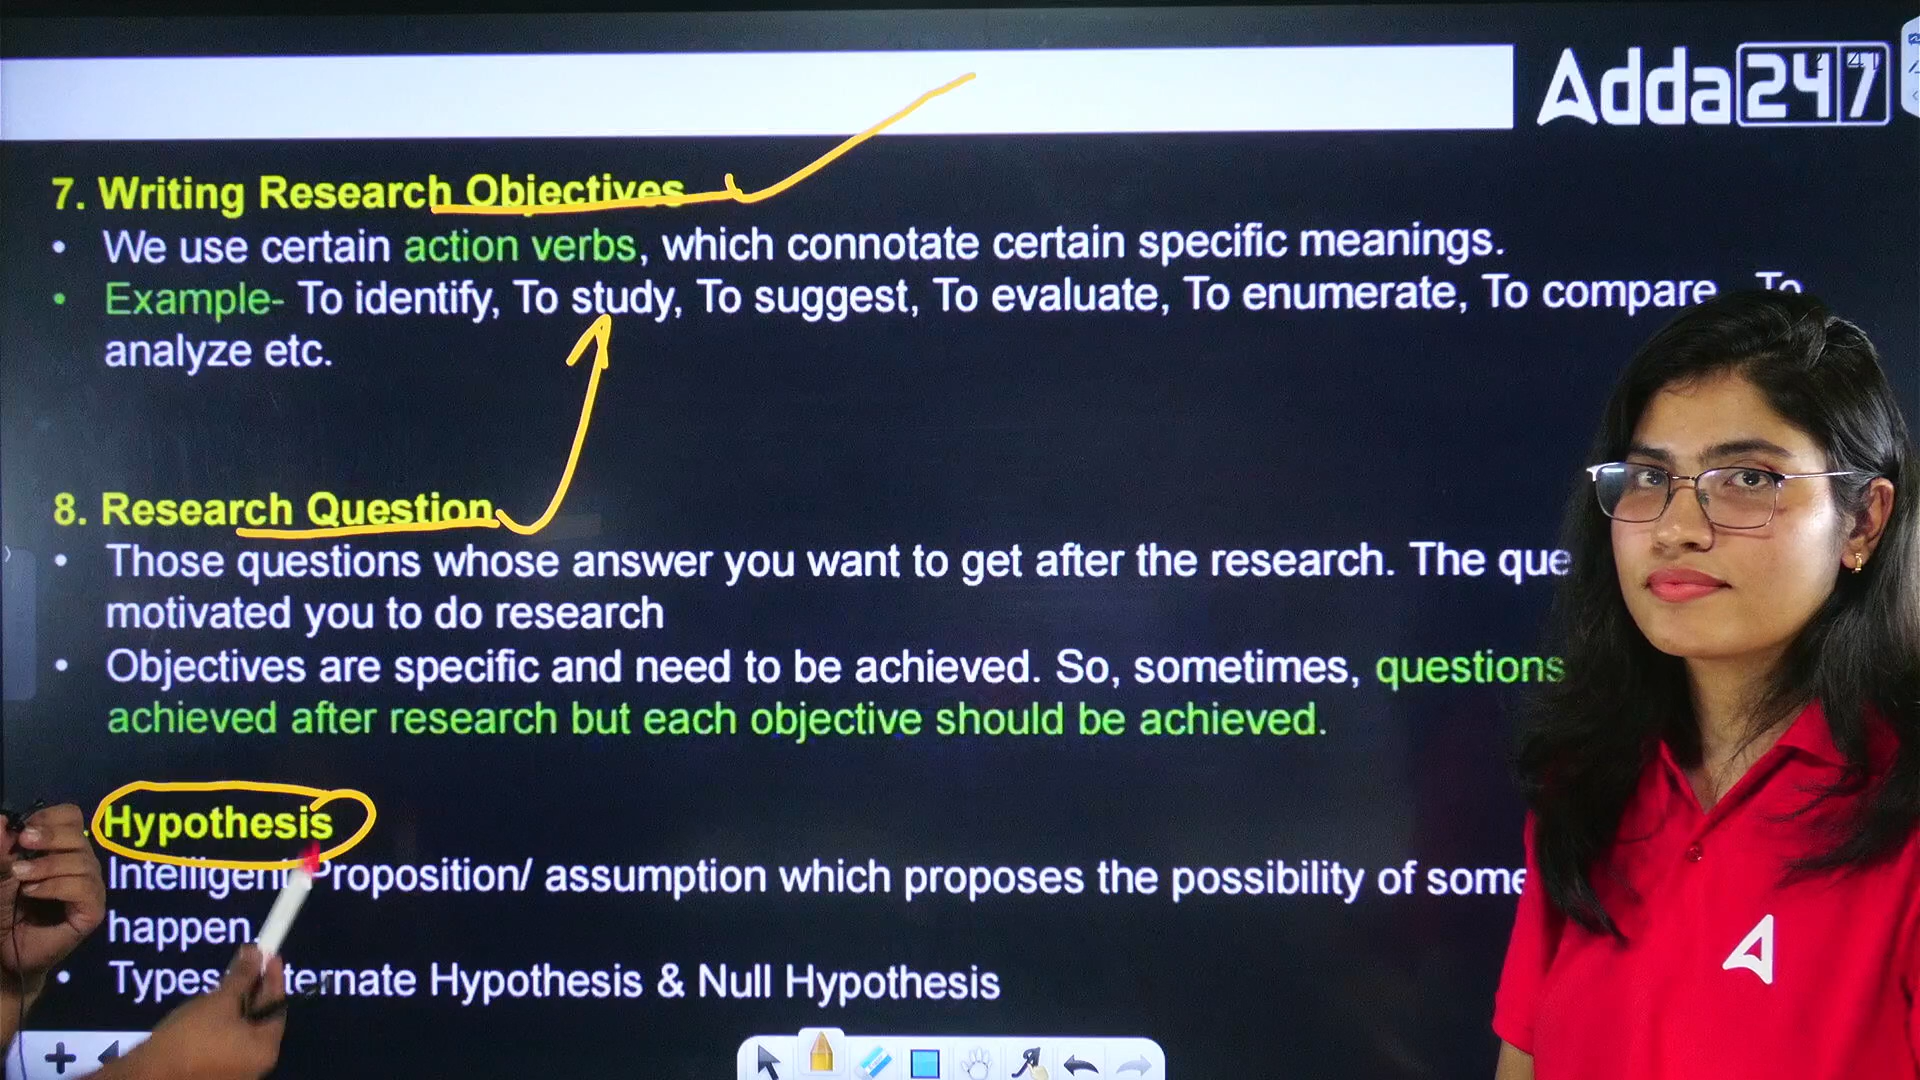 Adda247
7. Writing Research Objectives
• We use certain action verbs, which connotate certain specific meanings.
• Example- To identify, To study, To suggest, To evaluate, To enumerate, To compare To
analyze etc.
8. Research Question
• Those questions whose answer you want to get after the research. The
motivated you to do research
• Objectives are specific and need to be achieved. So, sometimes, questions
achieved after research but each objective should be achieved.
Hypothesis
Intelligent Proposition/ assumption which proposes the possibility of
happen.
• Types Hypothesis & Null Hypothesis